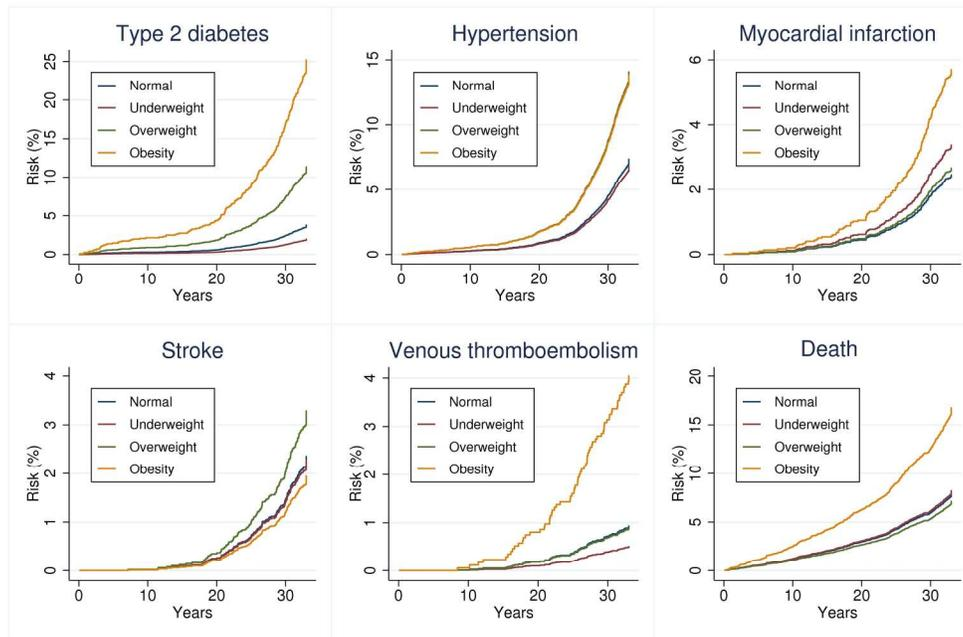 Type 2 diabetes
Risk (%)
25
20
15
10
5
0
Normal
Underweight
Overweight
Obesity
0 10 20 30
Years
Hypertension
Risk (%)
15
10
5
0
Normal
Underweight
Overweight
Obesity
0 10 20 30
Years
Myocardial infarction
Risk (%)
6
4
2
0
Normal
Underweight
Overweight
Obesity
0 10 20 30
Years
Stroke
Risk (%)
4
3
2
1
0
Normal
Underweight
Overweight
Obesity
0 10 20 30
Years
Venous thromboembolism
Risk (%)
4
3
2
1
0
Normal
Underweight
Overweight
Obesity
0 10 20 30
Years
Death
Risk (%)
20
15
10
5
0
Normal
Underweight
Overweight
Obesity
0 10 20 30
Years